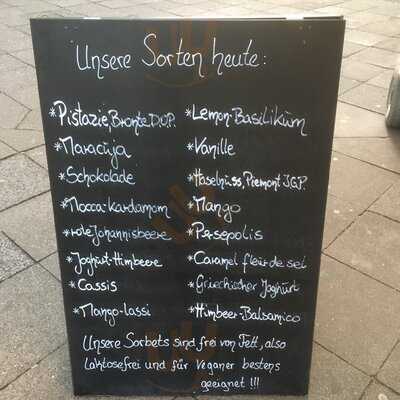 Unsere Sorten heute:
*Pistazie, Bronte D.O.P.
*Maracuja
*Schokolade
*Mocca-Kardamom
*rote Johannisbeere
*Joghurt-Himbeere
*Cassis
*Mango-lassi
*Lemon-Basilikum
*Vanille
*Haselnuss, Piemont I.G.P.
*Mango
*Persepolis
*Caramel fleur de sel
*Griechischer Joghurt
*Himbeer-Balsamico
Unsere Sorbets sind frei von Fett, also
laktosefrei und für Veganer bestens
geeignet !!!